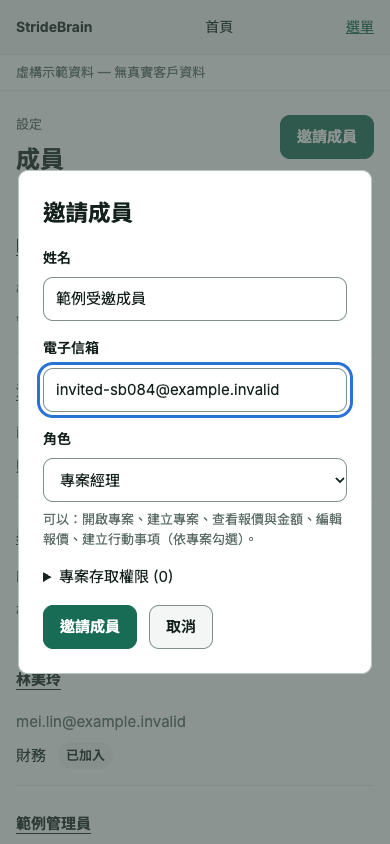 StrideBrain 首頁 選單
虛構示範資料 — 無真實客戶資料
設定
成員
邀請成員
邀請成員
姓名
範例受邀成員
電子信箱
invited-sb084@example.invalid
角色
專案經理
可以：開啟專案、建立專案、查看報價與金額、編輯
報價、建立行動事項（依專案勾選）。
▶ 專案存取權限 (0)
邀請成員 取消
林美玲
mei.lin@example.invalid
財務 已加入
範例管理員